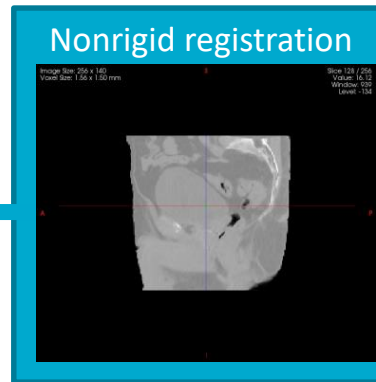 Nonrigid registration
Image Size: 256 x 140
Voxel Size: 1.56 x 1.50 mm
Slice 128 / 256
Value: 16.12
Window: 939
Level: -134
S
A
P
I